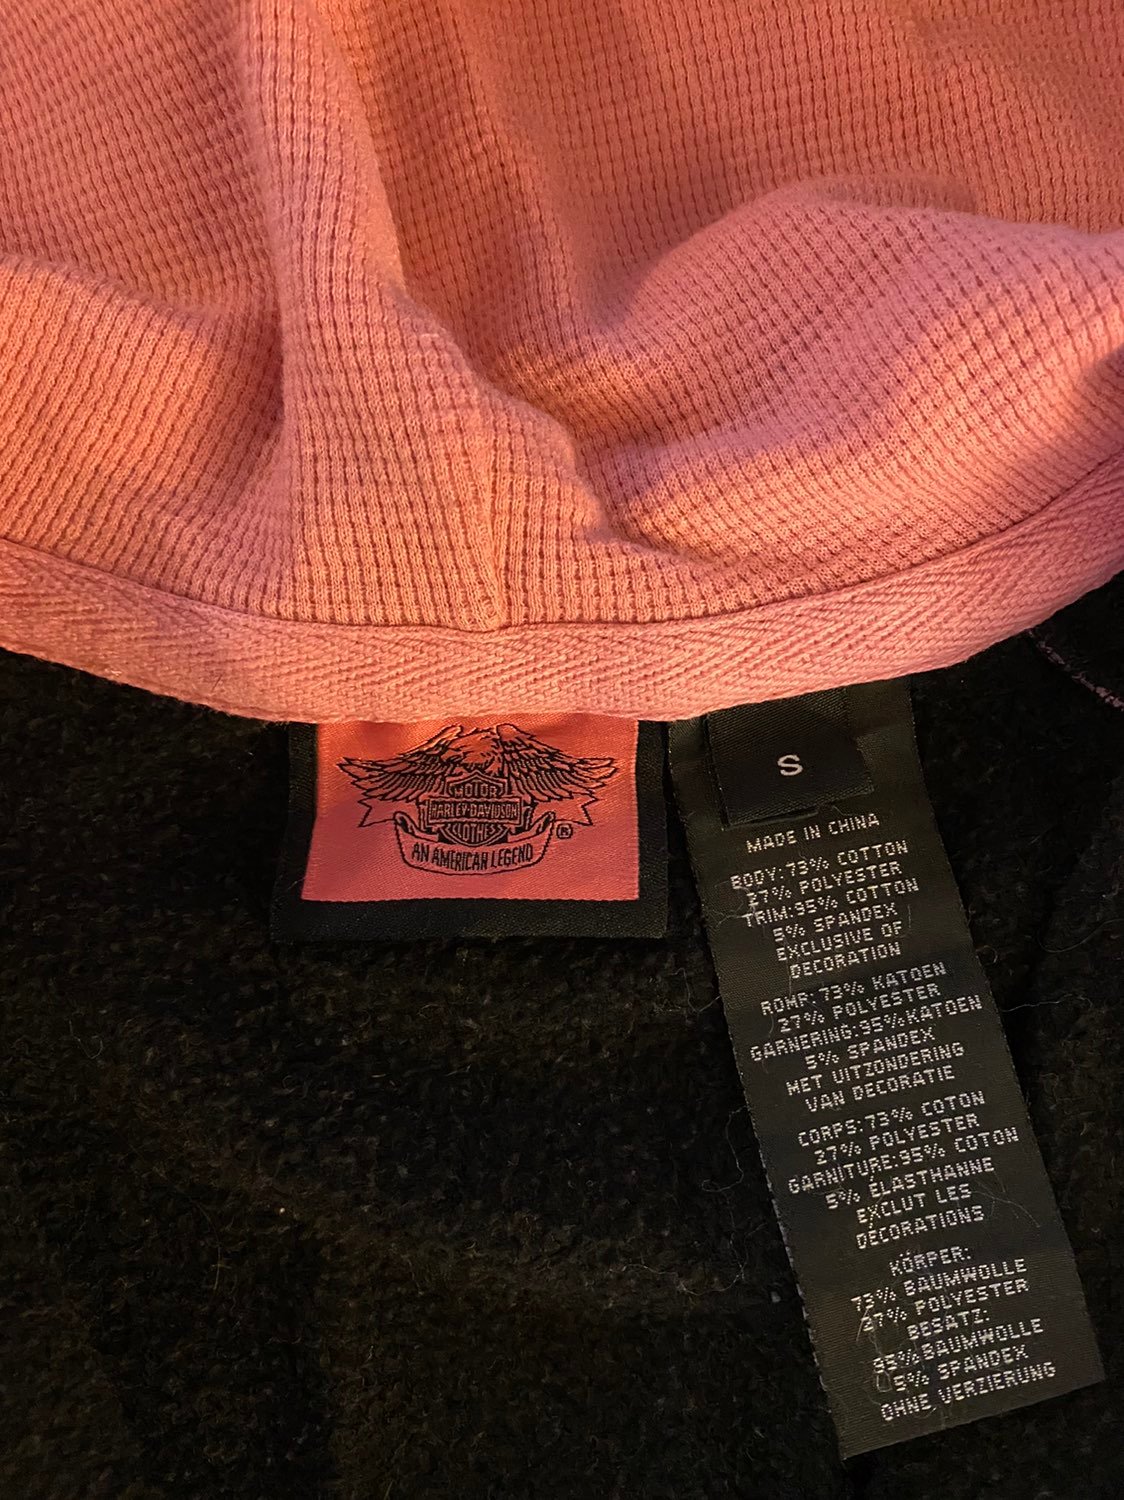 MOTOR
HARLEY-DAVIDSON
CLOTHES
®
AN AMERICAN LEGEND
S
MADE IN CHINA
BODY:73% COTTON
27% POLYESTER
TRIM:95% COTTON
5% SPANDEX
EXCLUSIVE OF
DECORATION
ROMP:73% KATOEN
27% POLYESTER
GARNERING:95%KATOEN
5% SPANDEX
MET UITZONDERING
VAN DECORATIE
CORPS:73% COTON
27% POLYESTER
GARNITURE:95% COTON
5% ÉLASTHANNE
EXCLUT LES
DÉCORATIONS
KÖRPER:
73% BAUMWOLLE
27% POLYESTER
BESATZ:
95%BAUMWOLLE
5% SPANDEX
OHNE VERZIERUNG